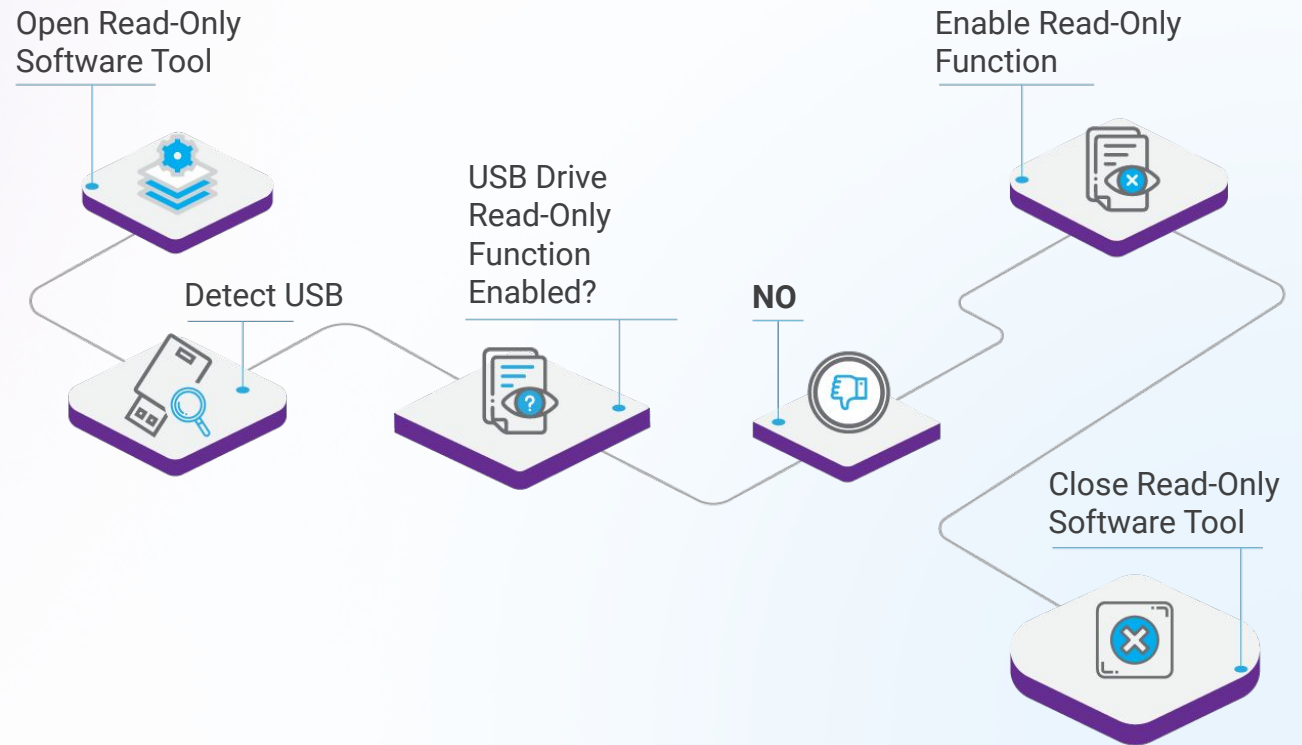 Open Read-Only
Software Tool
Detect USB
USB Drive
Read-Only
Function
Enabled?
?
NO
Enable Read-Only
Function
Close Read-Only
Software Tool